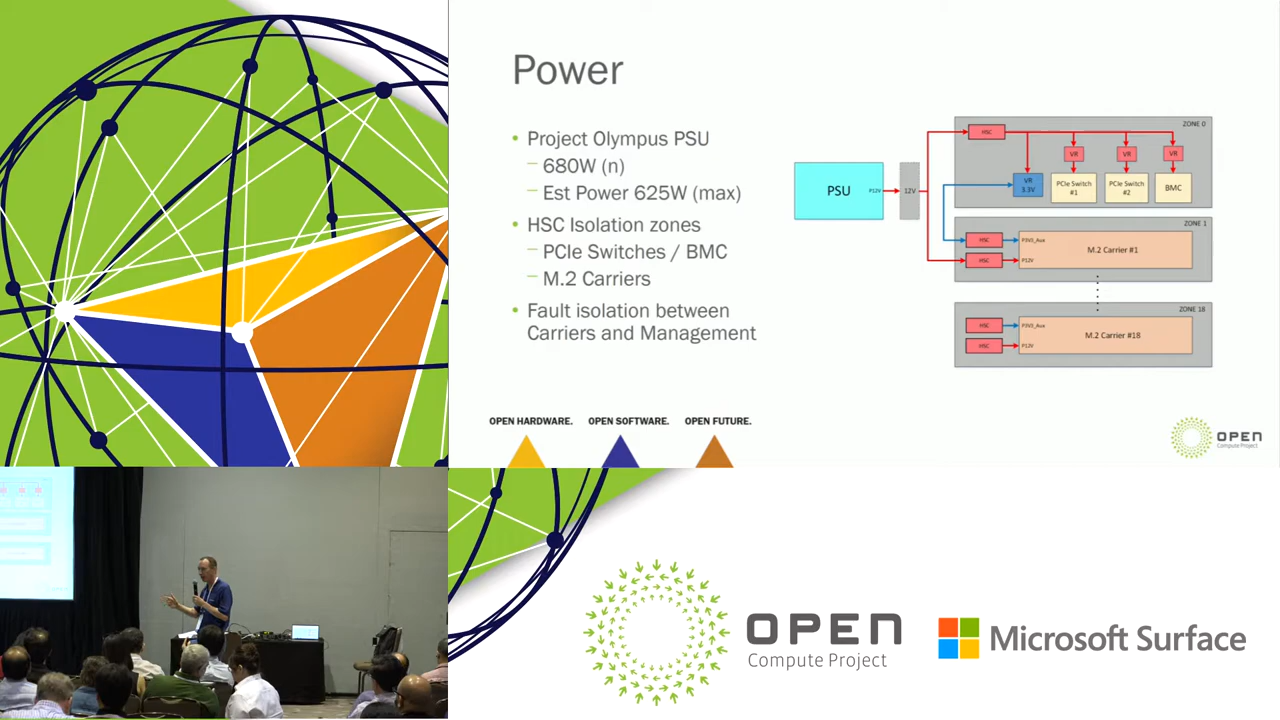 Power
• Project Olympus PSU
– 680W (n)
– Est Power 625W (max)
• HSC Isolation zones
– PCIe Switches / BMC
– M.2 Carriers
• Fault isolation between
Carriers and Management
PSU
P12V
12V
ZONE 0
HSC
VR
VR
VR
VR
3.3V
PCIe Switch
#1
PCIe Switch
#2
BMC
ZONE 1
HSC
P3V3_Aux
HSC
P12V
M.2 Carrier #1
ZONE 18
HSC
P3V3_Aux
HSC
P12V
M.2 Carrier #18
OPEN HARDWARE.
OPEN SOFTWARE.
OPEN FUTURE.
OPEN
Compute Project
OPEN
Compute Project
Microsoft Surface